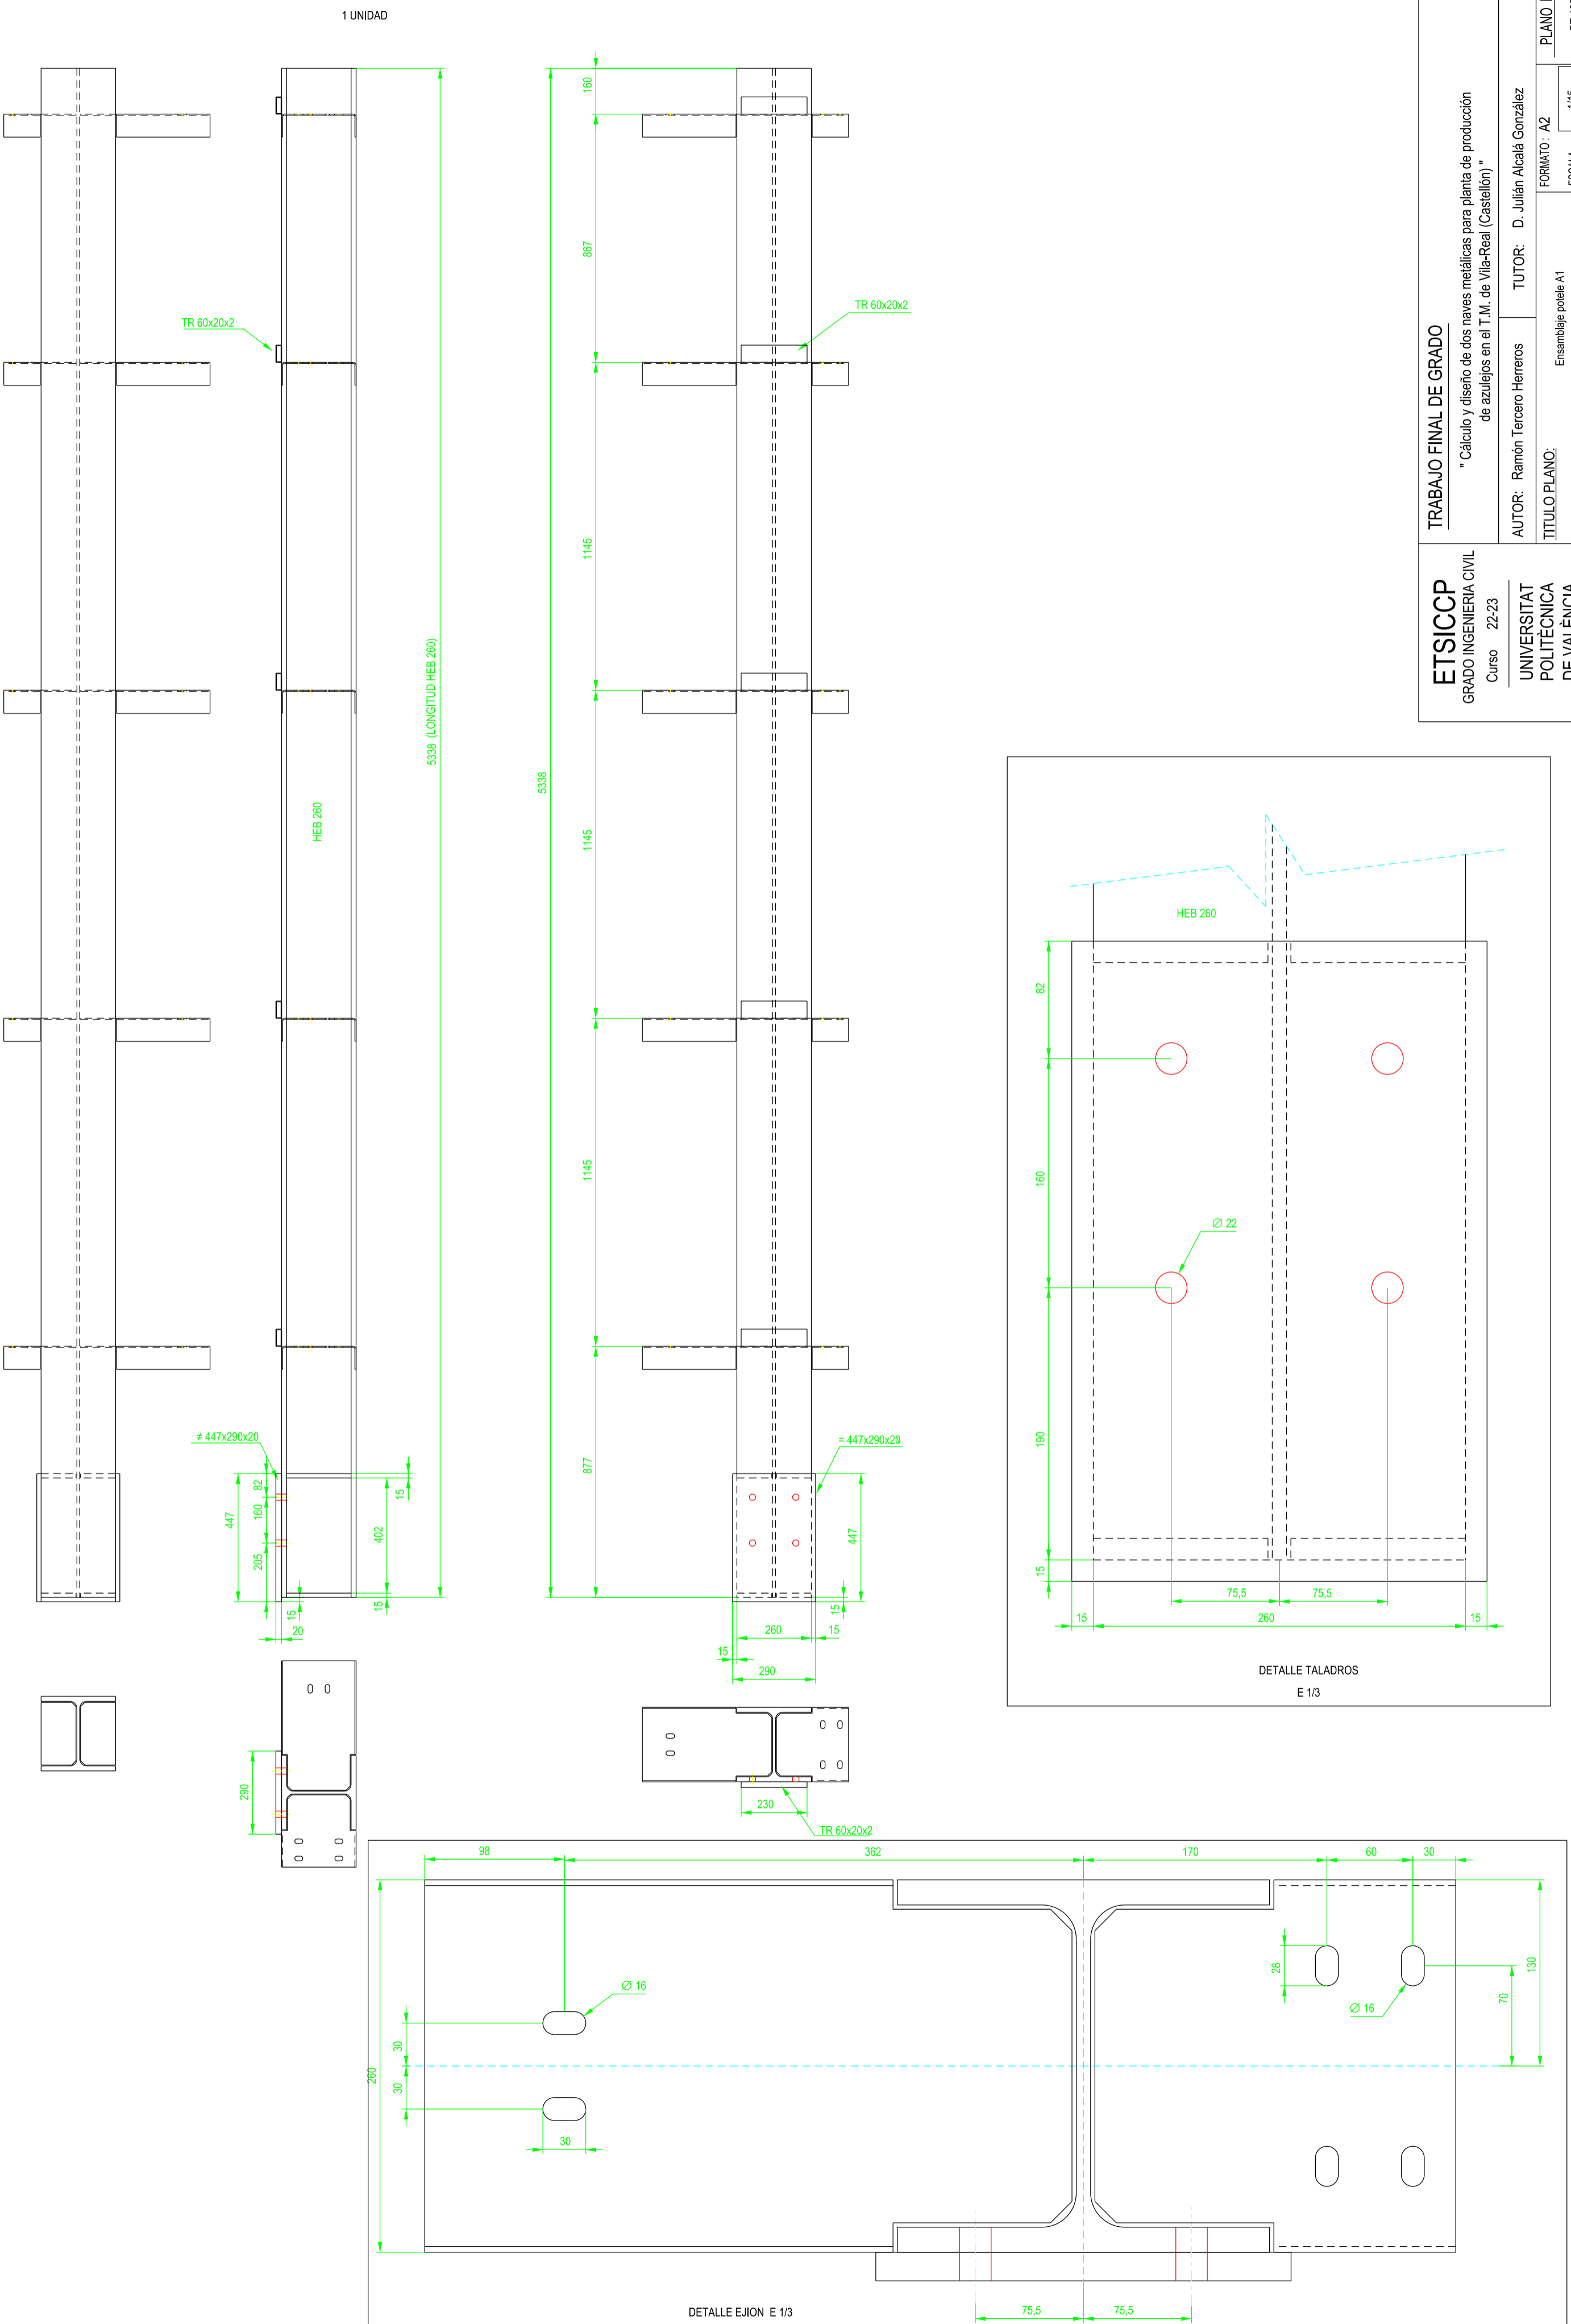 1 UNIDAD
160
867
TR 60x20x2
TR 60x20x2
1145
5338 (LONGITUD HEB 260)
5338
HEB 260
1145
1145
877
≠ 447x290x20
= 447x290x20
447
82
160
205
15
402
15
15
20
447
15
260
15
15
290
290
230
TR 60x20x2
TRABAJO FINAL DE GRADO
" Cálculo y diseño de dos naves metálicas para planta de producción
de azulejos en el T.M. de Vila-Real (Castellón) "
AUTOR: Ramón Tercero Herreros
TUTOR: D. Julián Alcalá González
TITULO PLANO:
Ensamblaje potele A1
FORMATO : A2
PLANO
ETSICCP
GRADO INGENIERIA CIVIL
Curso 22-23
UNIVERSITAT
POLITÈCNICA
DE VALÈNCIA
HEB 260
82
160
Ø 22
190
15
75,5
75,5
15
260
15
DETALLE TALADROS
E 1/3
98
362
170
60
30
260
Ø 16
30
30
30
28
Ø 16
70
130
75,5
75,5
DETALLE EJION E 1/3